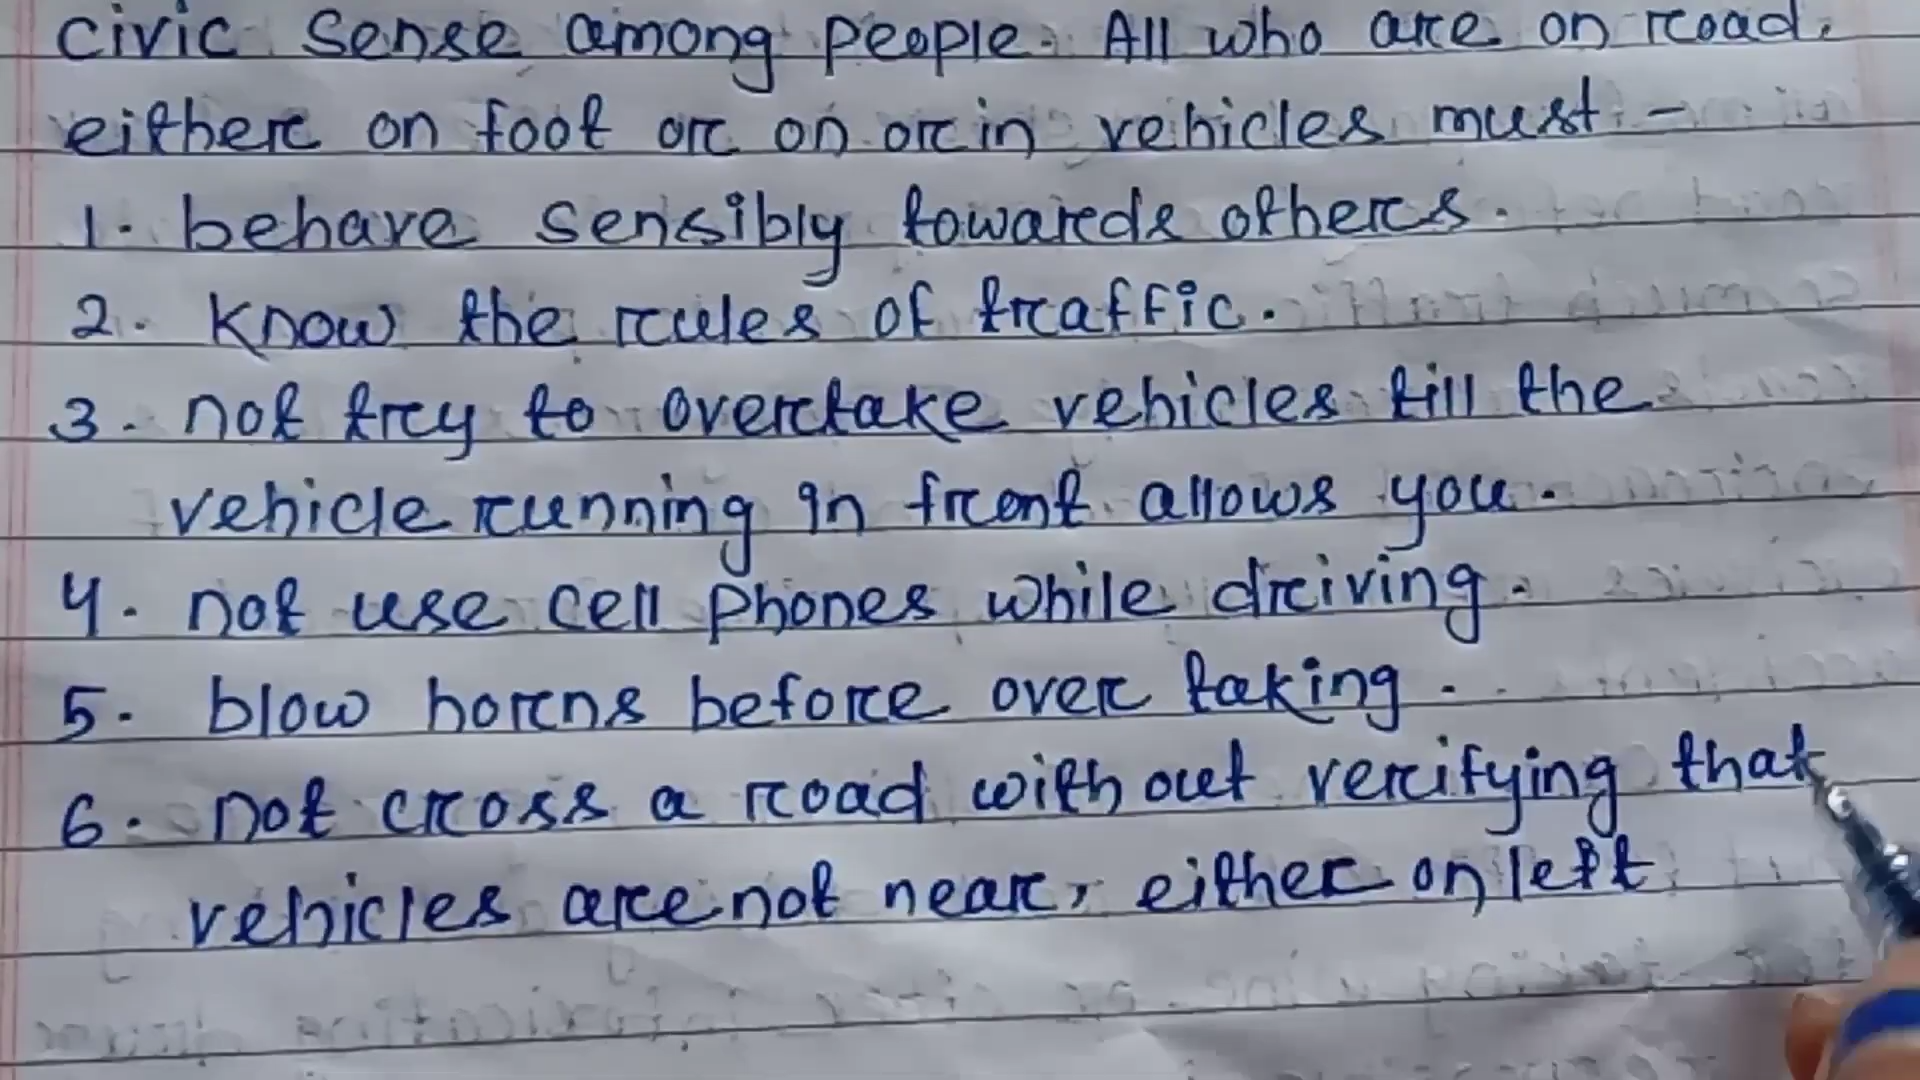 civic sense among people. All who are on road,
either on foot or on or in vehicles must -
1. behave sensibly towards others.
2. know the rules of traffic.
3. not try to overtake vehicles till the
vehicle running in front allows you.
4. not use cell phones while driving.
5. blow horns before over taking.
6. not cross a road without verifying that
vehicles are not near, either on left